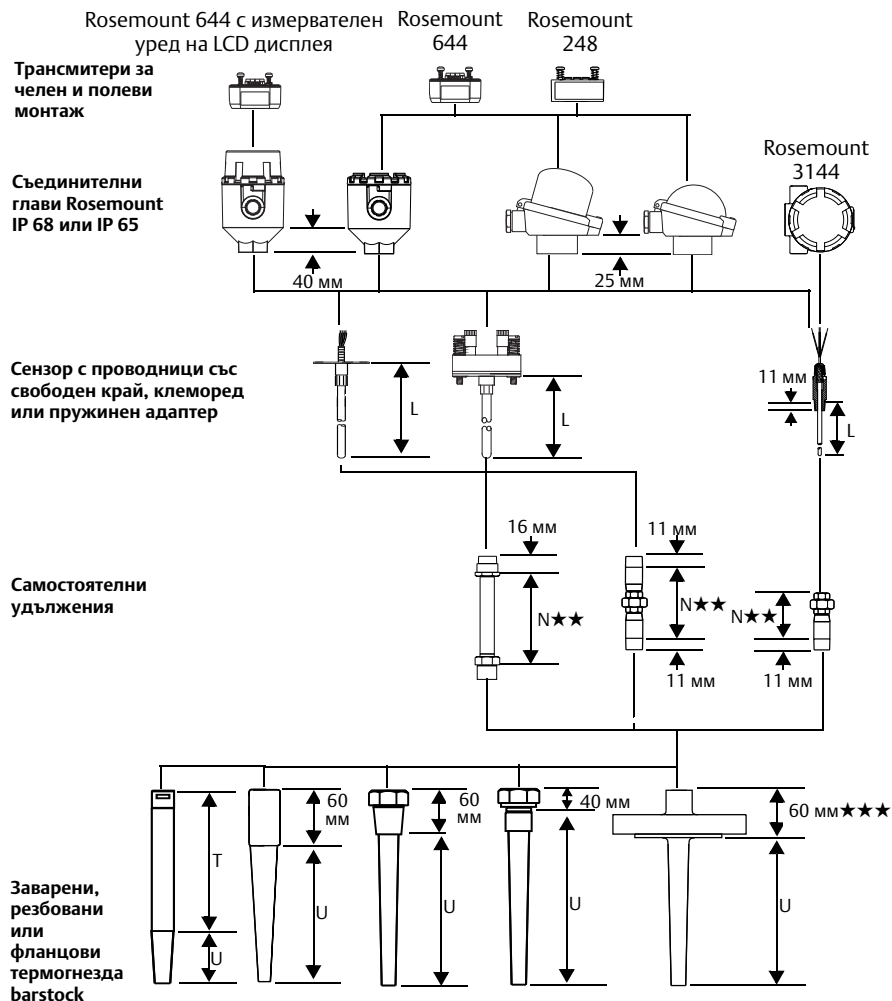 Rosemount 644 с измервателен
уред на LCD дисплея
Rosemount
644
Rosemount
248
Трансмитери за
челен и полеви
монтаж
Rosemount
3144
Съединителни
глави Rosemount
IP 68 или IP 65
40 мм
25 мм
Сензор с проводници със
свободен край, клеморед
или пружинен адаптер
L
L
11 мм
L
16 мм
11 мм
Самостоятелни
удължения
N★★
N★★
N★★
11 мм
11 мм
60
мм
60
мм
40 мм
60 мм★★★
T
U
U
U
U
U
Заварени,
резбовани
или
фланцови
термогнезда
barstock